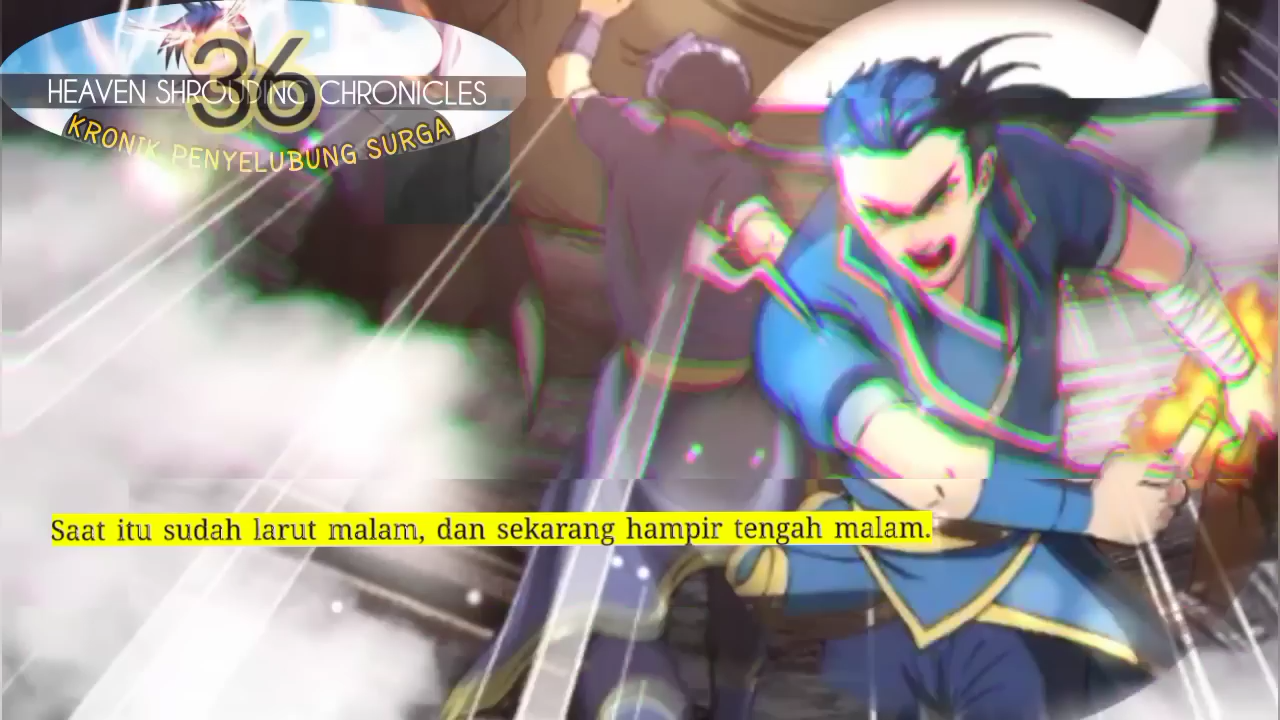 36
HEAVEN SHROUDING CHRONICLES
KRONIK PENYELUBUNG SURGA
Saat itu sudah larut malam, dan sekarang hampir tengah malam.